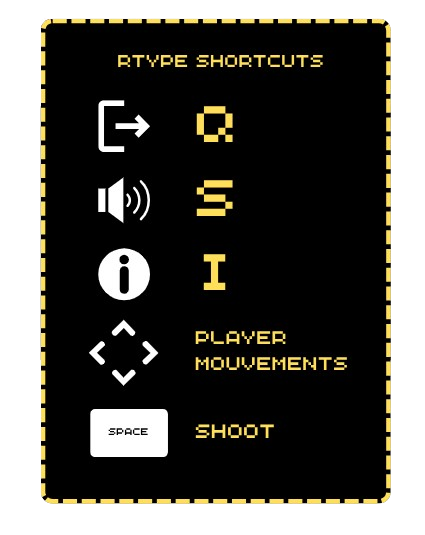 RTYPE SHORTCUTS
Q
S
I
PLAYER
MOUVEMENTS
SPACE SHOOT